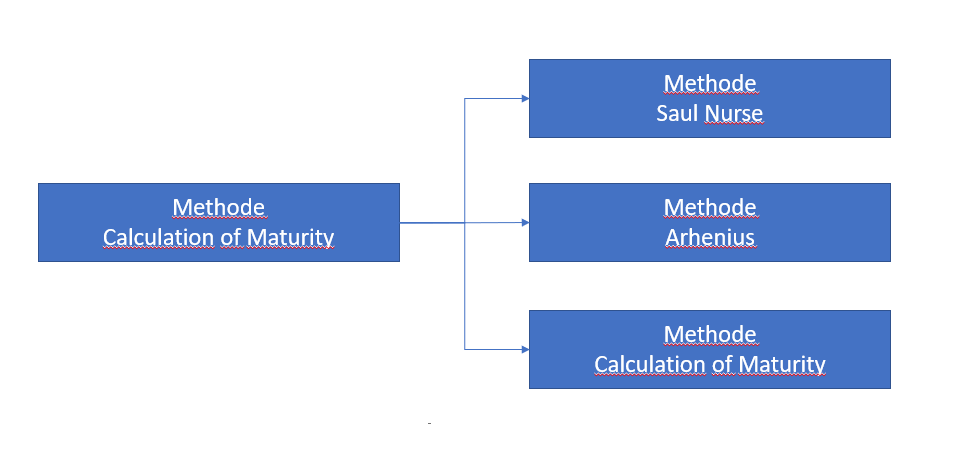 Methode
Calculation of Maturity
Methode
Saul Nurse
Methode
Arhenius
Methode
Calculation of Maturity
-